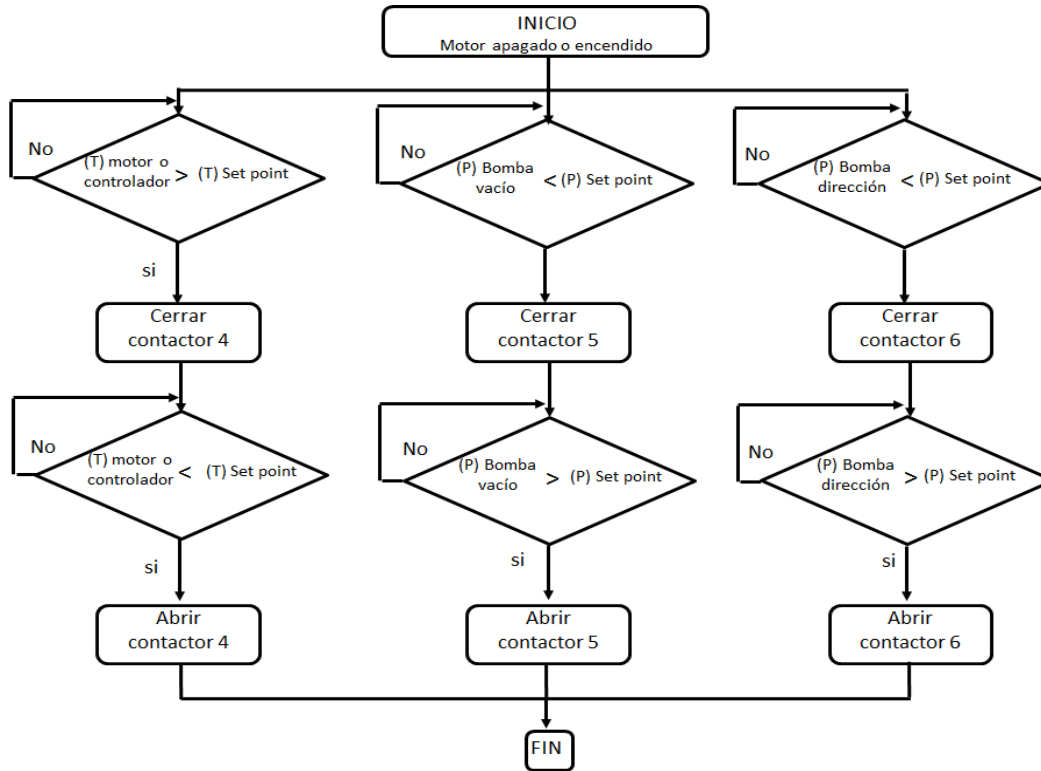 INICIO
Motor apagado o encendido
No
(T) motor o
controlador > (T) Set point
No
(P) Bomba
vacío < (P) Set point
No
(P) Bomba
dirección < (P) Set point
si
Cerrar
contactor 4
Cerrar
contactor 5
Cerrar
contactor 6
No
(T) motor o
controlador < (T) Set point
No
(P) Bomba
vacío > (P) Set point
No
(P) Bomba
dirección > (P) Set point
si
si
si
Abrir
contactor 4
Abrir
contactor 5
Abrir
contactor 6
FIN